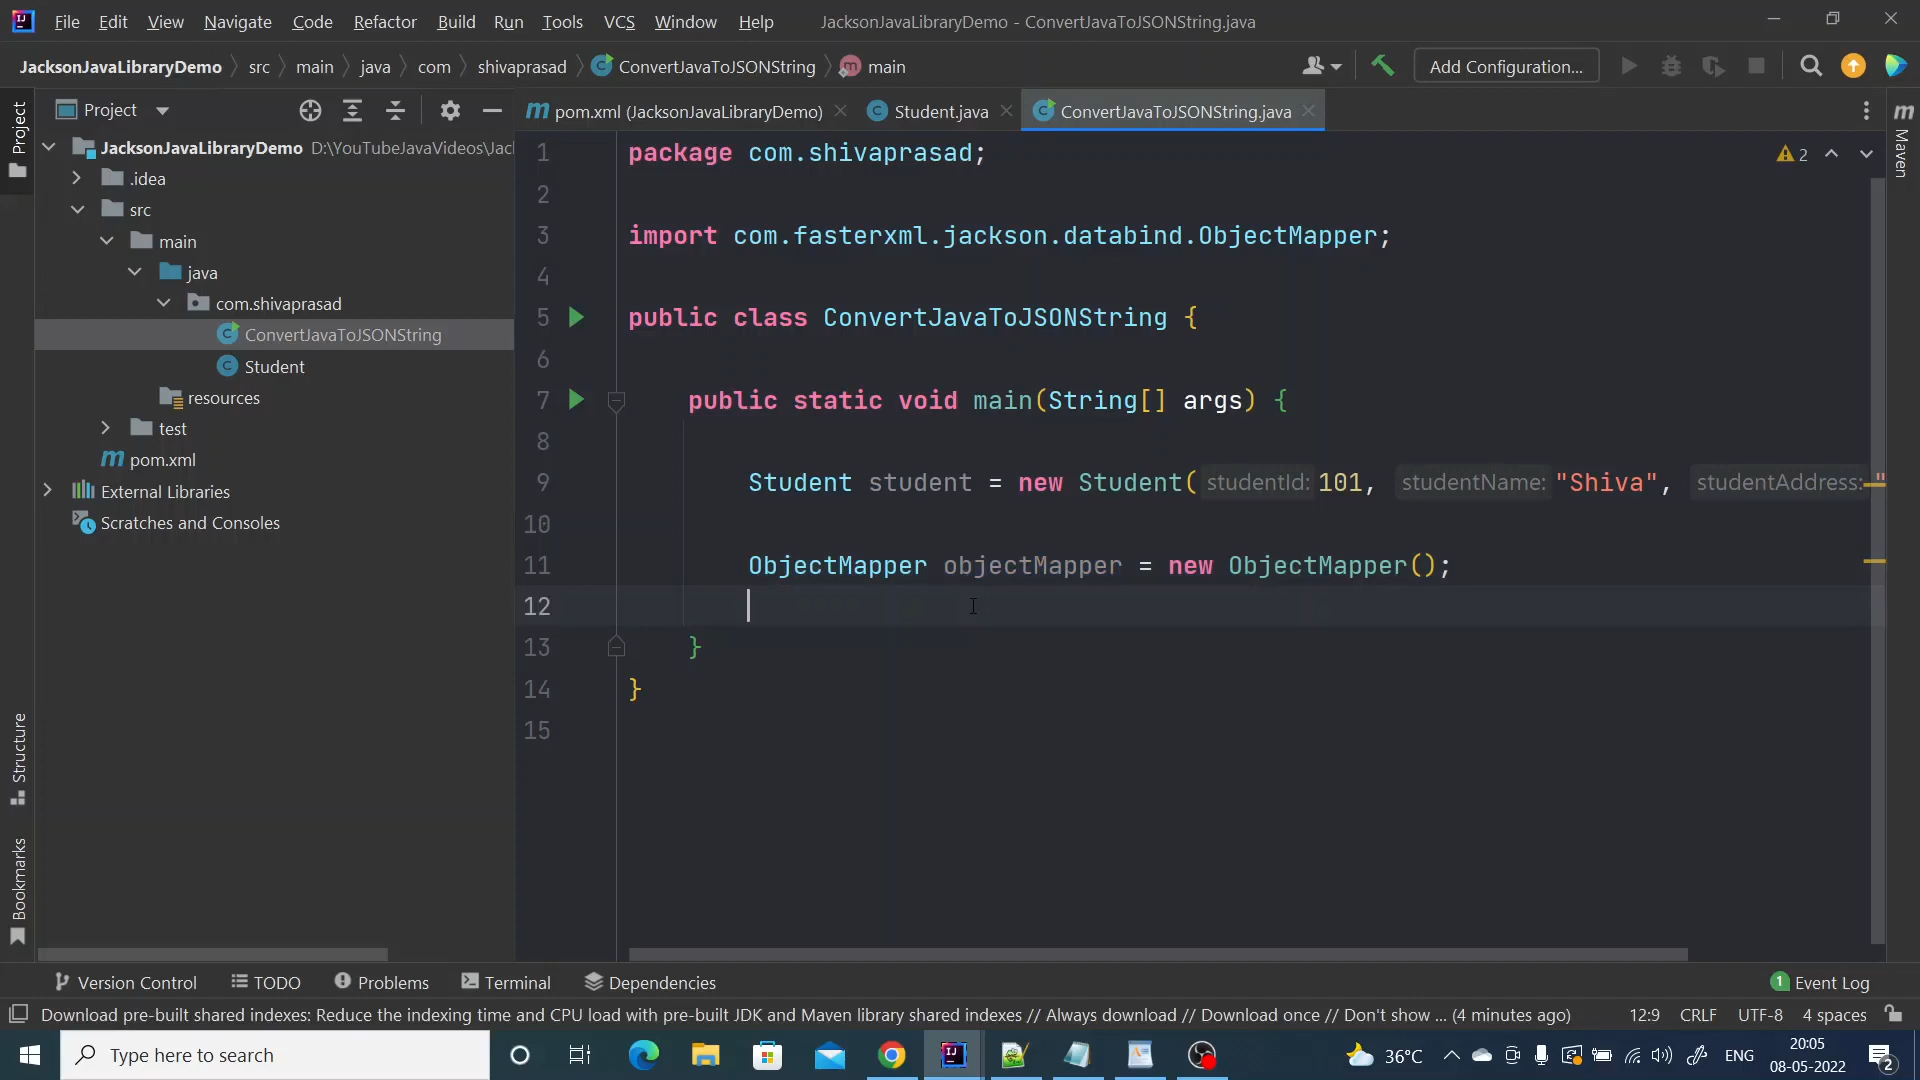 File Edit View Navigate Code Refactor Build Run Tools VCS Window Help JacksonJavaLibraryDemo - ConvertJavaToJSONString.java
JacksonJavaLibraryDemo src main java com shivaprasad ConvertJavaToJSONString main Add Configuration...
Project
pom.xml (JacksonJavaLibraryDemo) Student.java ConvertJavaToJSONString.java
Project
Maven
JacksonJavaLibraryDemo D:\YouTubeJavaVideos\Jac
.idea
src
main
java
com.shivaprasad
ConvertJavaToJSONString
Student
resources
test
pom.xml
External Libraries
Scratches and Consoles
Structure
Bookmarks
2
1 package com.shivaprasad;
2
3 import com.fasterxml.jackson.databind.ObjectMapper;
4
5 public class ConvertJavaToJSONString {
6
7 public static void main(String[] args) {
8
9 Student student = new Student( studentId: 101, studentName: "Shiva", studentAddress: "
10
11 ObjectMapper objectMapper = new ObjectMapper();
12
13 }
14 }
15
Version Control TODO Problems Terminal Dependencies 1 Event Log
Download pre-built shared indexes: Reduce the indexing time and CPU load with pre-built JDK and Maven library shared indexes // Always download // Download once // Don't show ... (4 minutes ago) 12:9 CRLF UTF-8 4 spaces
Type here to search 36°C ENG 20:05
08-05-2022 2